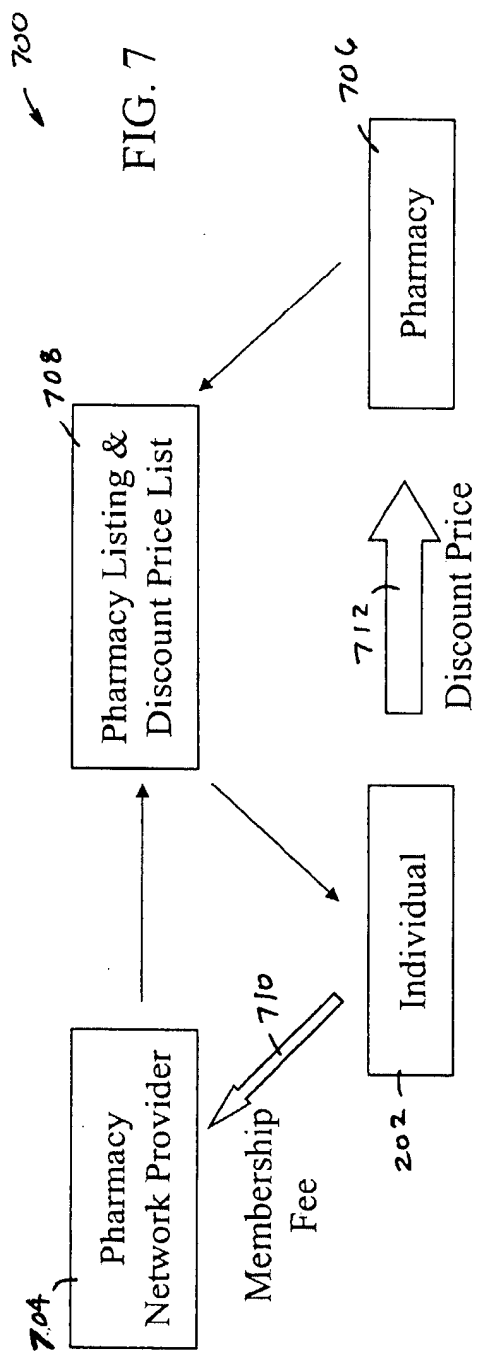 700
FIG. 7
704
Pharmacy
Network Provider
708
Pharmacy Listing &
Discount Price List
Membership
Fee
710
Individual
202
712
Discount Price
Pharmacy
706